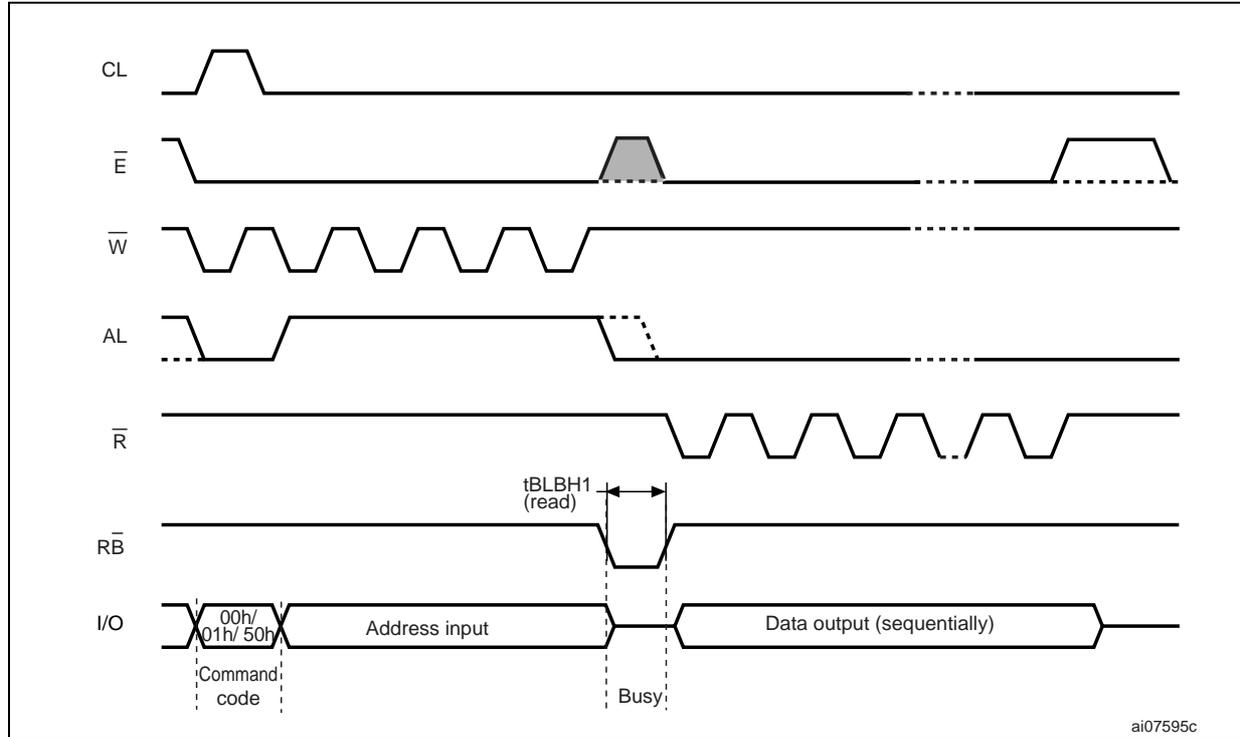 CL
E̅
W̅
AL
R̅
tBLBH1
(read)
RB̅
I/O
00h/
01h/ 50h
Address input
Data output (sequentially)
Command
code
Busy
ai07595c